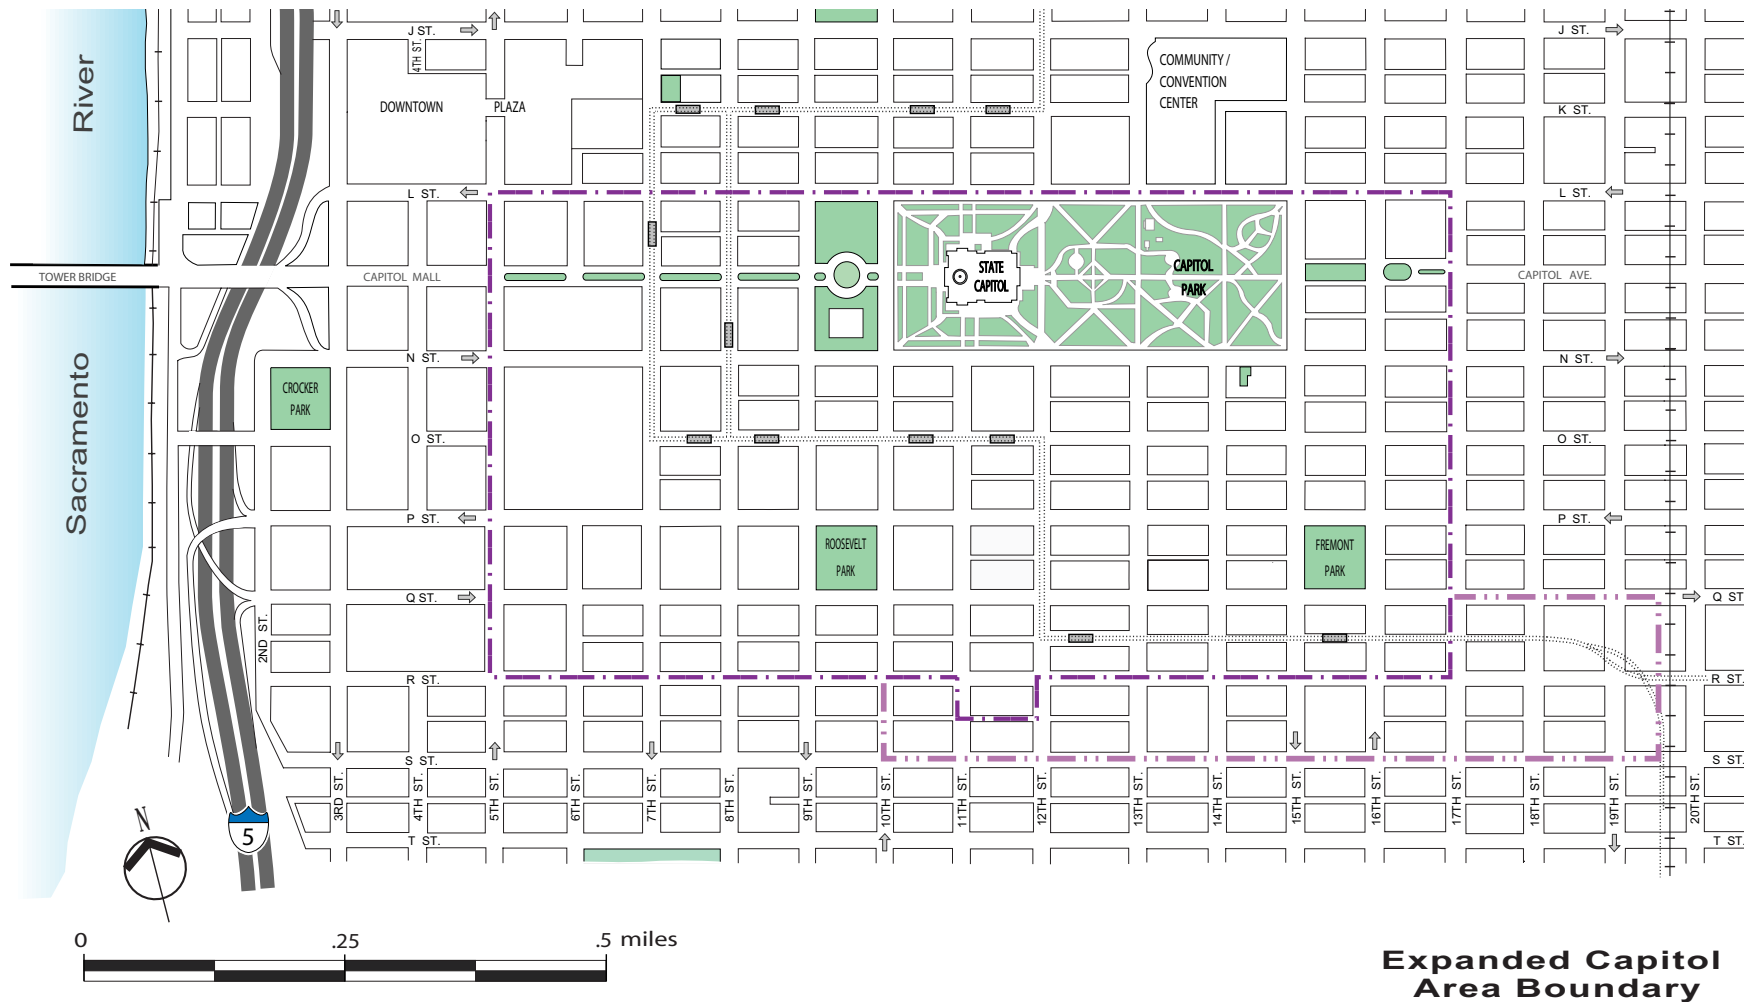 J ST.
J ST.
4TH ST.
River
COMMUNITY /
CONVENTION
CENTER
DOWNTOWN PLAZA
K ST.
L ST.
L ST.
TOWER BRIDGE
CAPITOL MALL
STATE
CAPITOL
CAPITOL
PARK
CAPITOL AVE.
N ST.
N ST.
Sacramento
CROCKER
PARK
O ST.
O ST.
P ST.
P ST.
ROOSEVELT
PARK
FREMONT
PARK
Q ST.
Q ST
2ND ST.
R ST.
R ST.
S ST.
S ST.
3RD ST.
4TH ST.
5TH ST.
6TH ST.
7TH ST.
8TH ST.
9TH ST.
10TH ST.
11TH ST.
12TH ST.
13TH ST.
14TH ST.
15TH ST.
16TH ST.
17TH ST.
18TH ST.
19TH ST.
20TH ST.
5
T ST.
T ST.
N
0 .25 .5 miles
Expanded Capitol
Area Boundary